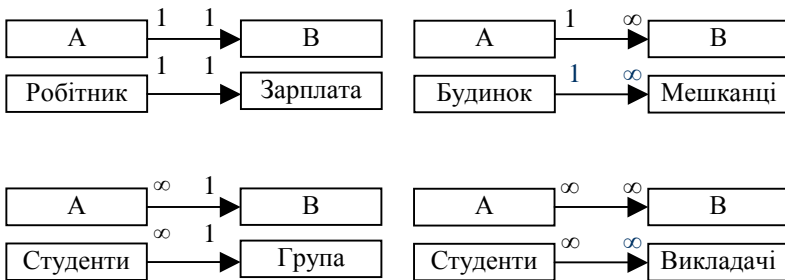 1 1 1 ∞
A B A B
1 1 1 ∞
Робітник Зарплата Будинок Мешканці
∞ 1 ∞ ∞
A B A B
∞ 1 ∞ ∞
Студенти Група Студенти Викладачі